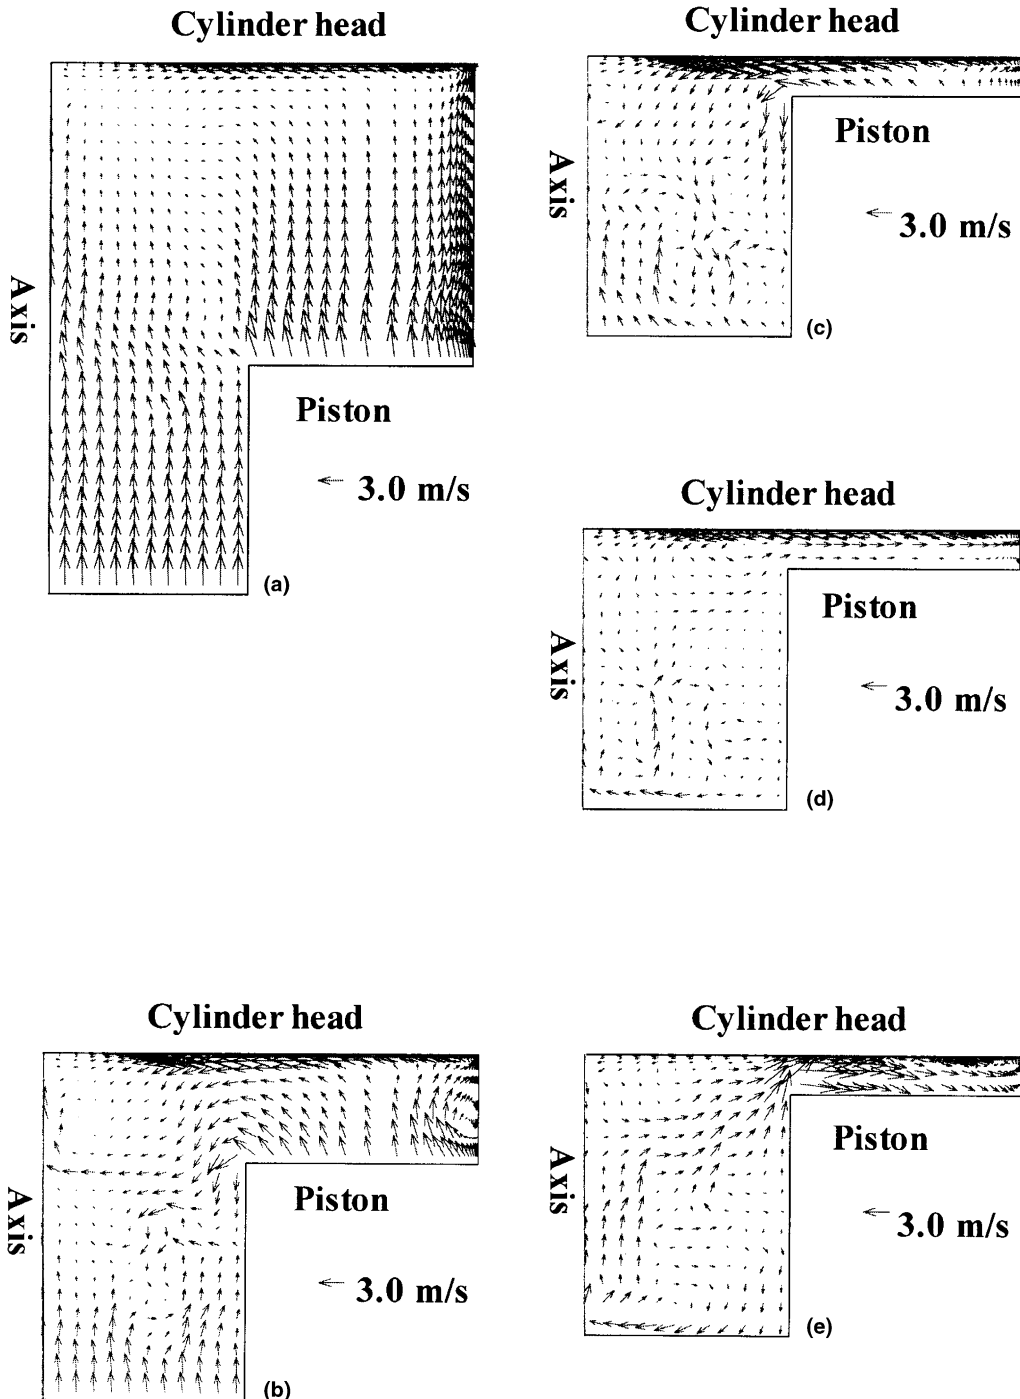 Cylinder head
Axis
Piston
3.0 m/s
(a)
Cylinder head
Axis
Piston
3.0 m/s
(b)
Cylinder head
Axis
Piston
3.0 m/s
(c)
Cylinder head
Axis
Piston
3.0 m/s
(d)
Cylinder head
Axis
Piston
3.0 m/s
(e)